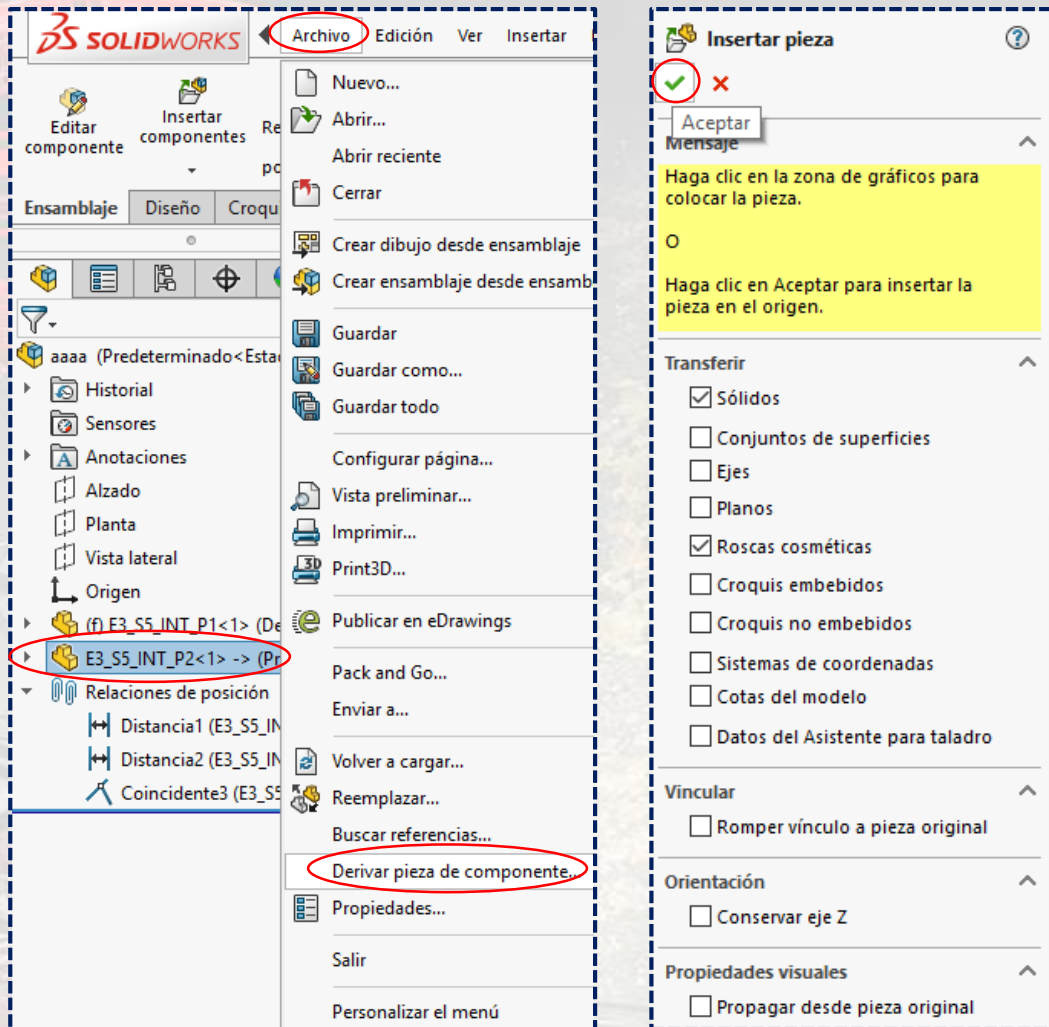 SOLIDWORKS
Archivo Edición Ver Insertar
Editar componente
Insertar componentes
Re
po
Ensamblaje Diseño Croqu
aaaa (Predeterminado<Esta
Historial
Sensores
Anotaciones
Alzado
Planta
Vista lateral
Origen
(f) E3_S5_INT_P1<1> (De
E3_S5_INT_P2<1> -> (Pr
Relaciones de posición
Distancia1 (E3_S5_IN
Distancia2 (E3_S5_IN
Coincidente3 (E3_S5
Nuevo...
Abrir...
Abrir reciente
Cerrar
Crear dibujo desde ensamblaje
Crear ensamblaje desde ensamb
Guardar
Guardar como...
Guardar todo
Configurar página...
Vista preliminar...
Imprimir...
Print3D...
Publicar en eDrawings
Pack and Go...
Enviar a...
Volver a cargar...
Reemplazar...
Buscar referencias...
Derivar pieza de componente...
Propiedades...
Salir
Personalizar el menú
Insertar pieza
Aceptar
Mensaje
Haga clic en la zona de gráficos para
colocar la pieza.
O
Haga clic en Aceptar para insertar la
pieza en el origen.
Transferir
Sólidos
Conjuntos de superficies
Ejes
Planos
Roscas cosméticas
Croquis embebidos
Croquis no embebidos
Sistemas de coordenadas
Cotas del modelo
Datos del Asistente para taladro
Vincular
Romper vínculo a pieza original
Orientación
Conservar eje Z
Propiedades visuales
Propagar desde pieza original